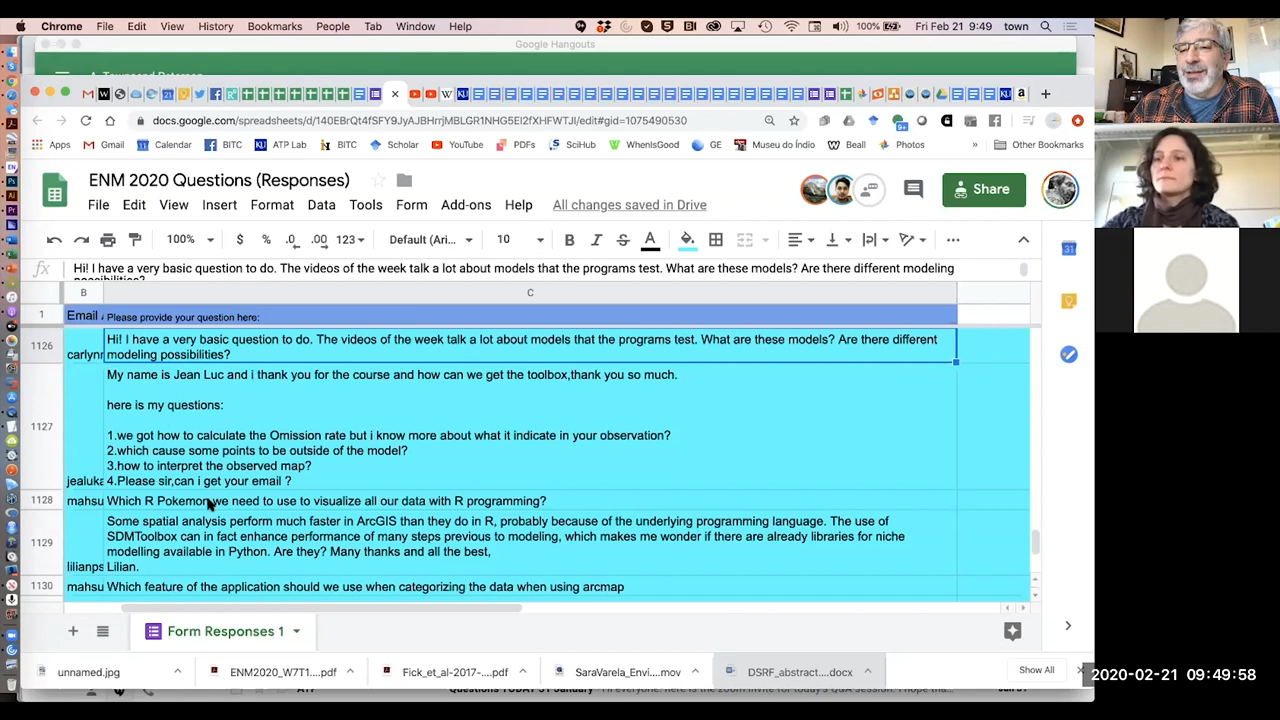 Chrome File Edit View History Bookmarks People Tab Window Help 100% Fri Feb 21 9:49 town
Google Hangouts
A. Townsend Peterson
docs.google.com/spreadsheets/d/140EBrQt4fSFY9JyAJBHrrjMBLGR1NHG5EI2fXHFWTJI/edit#gid=1075490530
Apps Gmail Calendar BITC ATP Lab BITC Scholar YouTube PDFs SciHub WhenIsGood GE Museu do Índio Beall Photos » Other Bookmarks
ENM 2020 Questions (Responses)
Share
File Edit View Insert Format Data Tools Form Add-ons Help All changes saved in Drive
100% $ % .0 .00 123 Default (Ari... 10 B I S A
fx Hi! I have a very basic question to do. The videos of the week talk a lot about models that the programs test. What are these models? Are there different modeling
possibilities?
B C
1 Email Please provide your question here:
1126 carlynr Hi! I have a very basic question to do. The videos of the week talk a lot about models that the programs test. What are these models? Are there different
modeling possibilities?
My name is Jean Luc and i thank you for the course and how can we get the toolbox,thank you so much.
here is my questions:
1127
1.we got how to calculate the Omission rate but i know more about what it indicate in your observation?
2.which cause some points to be outside of the model?
3.how to interpret the observed map?
jealuka 4.Please sir,can i get your email ?
1128 mahsu Which R Pokemon we need to use to visualize all our data with R programming?
Some spatial analysis perform much faster in ArcGIS than they do in R, probably because of the underlying programming language. The use of
1129 SDMToolbox can in fact enhance performance of many steps previous to modeling, which makes me wonder if there are already libraries for niche
modelling available in Python. Are they? Many thanks and all the best,
lilianps Lilian.
1130 mahsu Which feature of the application should we use when categorizing the data when using arcmap
Form Responses 1
unnamed.jpg ENM2020_W7T1....pdf Fick_et_al-2017-....pdf SaraVarela_Envi....mov DSRF_abstract....docx Show All
Questions TODAY 31 January
2020-02-21 09:49:58